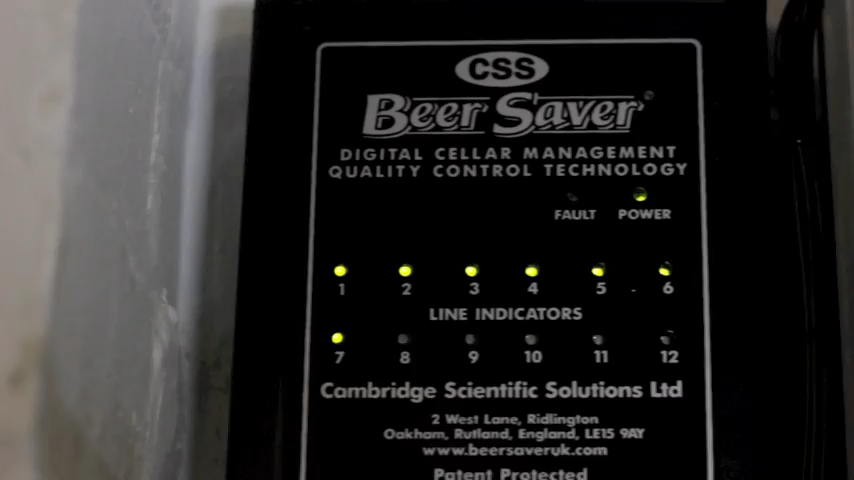 CSS
Beer Saver
DIGITAL CELLAR MANAGEMENT
QUALITY CONTROL TECHNOLOGY
FAULT POWER
1 2 3 4 5 6
LINE INDICATORS
7 8 9 10 11 12
Cambridge Scientific Solutions Ltd
2 West Lane, Ridlington
Oakham, Rutland, England, LE15 9AY
www.beersaveruk.com
Patent Protected